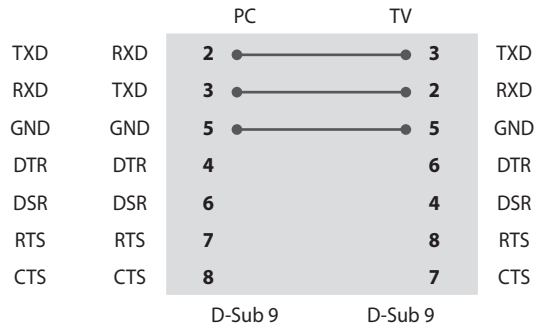 PC TV
TXD RXD 2 3 TXD
RXD TXD 3 2 RXD
GND GND 5 5 GND
DTR DTR 4 6 DTR
DSR DSR 6 4 DSR
RTS RTS 7 8 RTS
CTS CTS 8 7 CTS
D-Sub 9 D-Sub 9